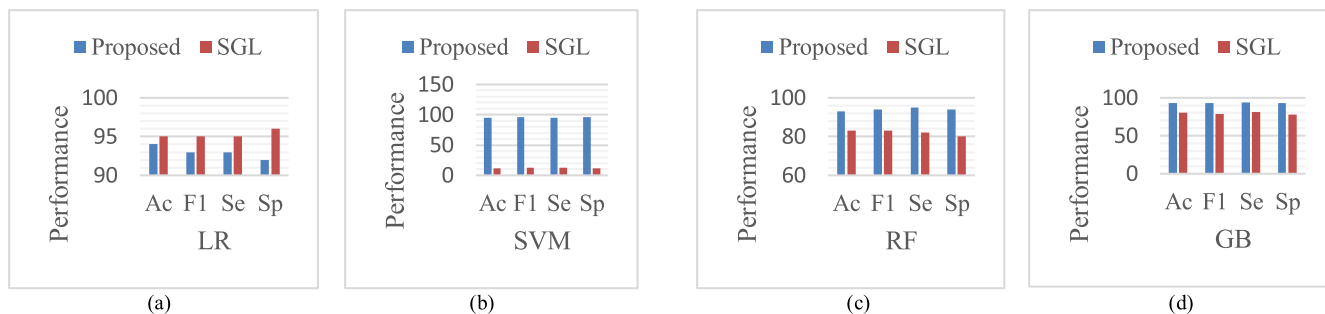 Proposed SGL
Performance
100
95
90
Ac F1 Se Sp
LR
(a)
Proposed SGL
Performance
150
100
50
0
Ac F1 Se Sp
SVM
(b)
Proposed SGL
Performance
100
80
60
Ac F1 Se Sp
RF
(c)
Proposed SGL
Performance
100
50
0
Ac F1 Se Sp
GB
(d)